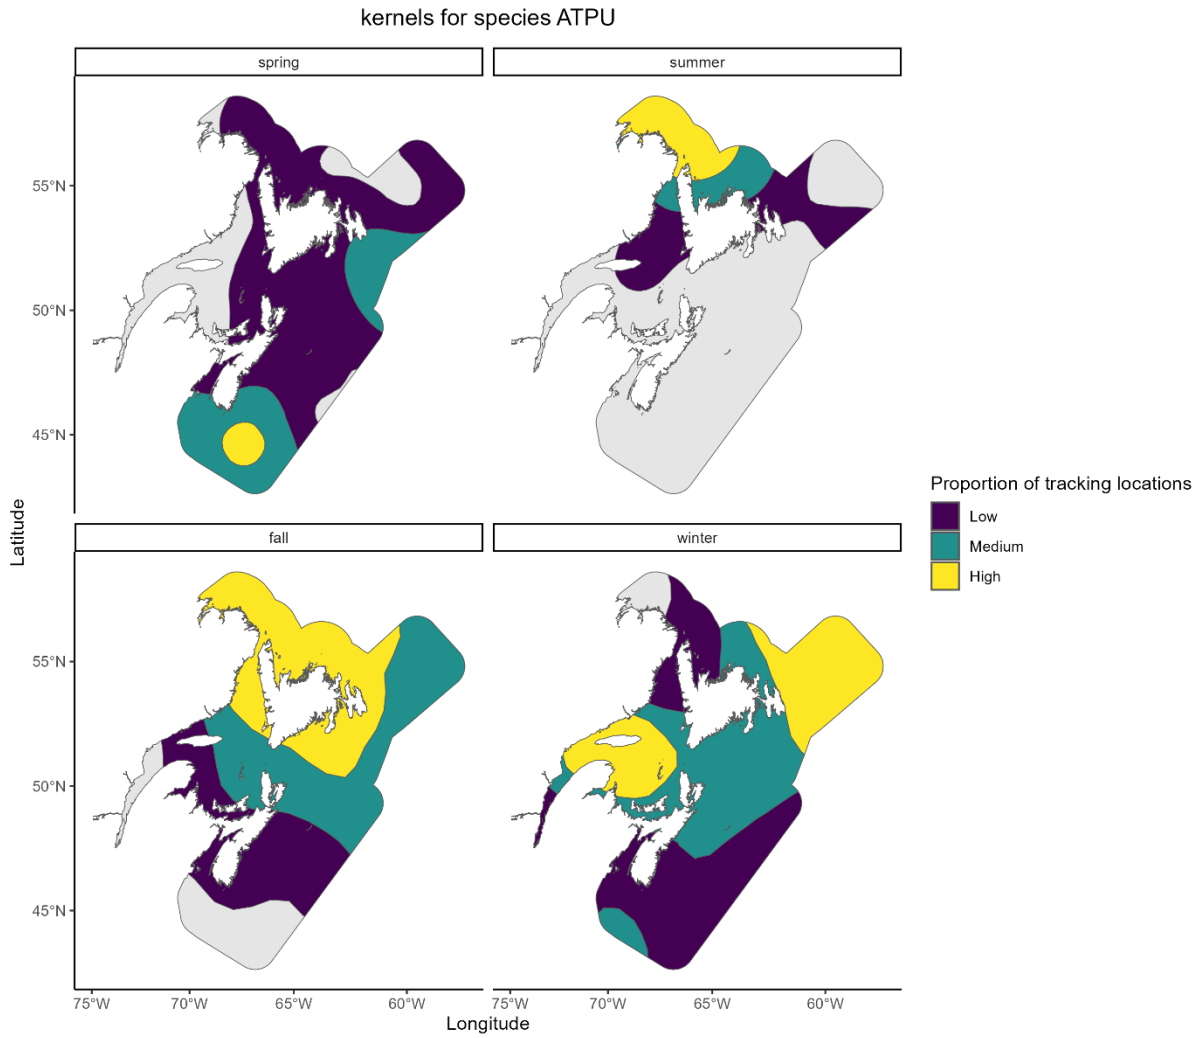 kernels for species ATPU
spring
summer
55°N
50°N
45°N
fall
winter
55°N
50°N
45°N
75°W
70°W
65°W
60°W
75°W
70°W
65°W
60°W
Longitude
Latitude
Proportion of tracking locations
Low
Medium
High